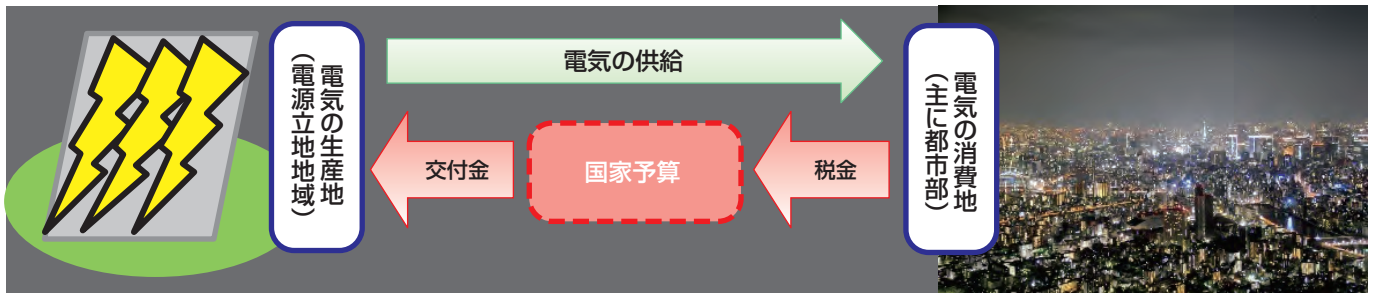 電気の生産地
（電源立地地域）
電気の供給
交付金
国家予算
税金
電気の消費地
（主に都市部）